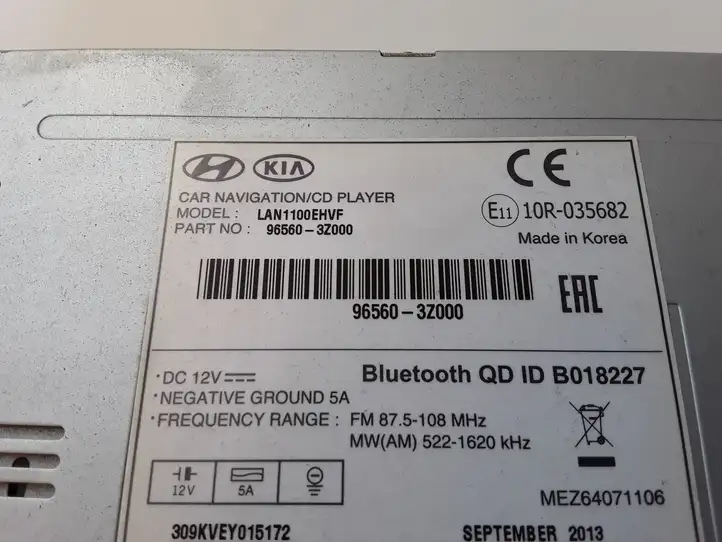 KIA
CE
CAR NAVIGATION/CD PLAYER
MODEL : LAN1100EHVF
PART NO : 96560-3Z000
E11 10R-035682
Made in Korea
96560-3Z000
EAC
·DC 12V
·NEGATIVE GROUND 5A
·FREQUENCY RANGE : FM 87.5-108 MHz
MW(AM) 522-1620 kHz
Bluetooth QD ID B018227
12V 5A
MEZ64071106
309KVEY015172
SEPTEMBER 2013